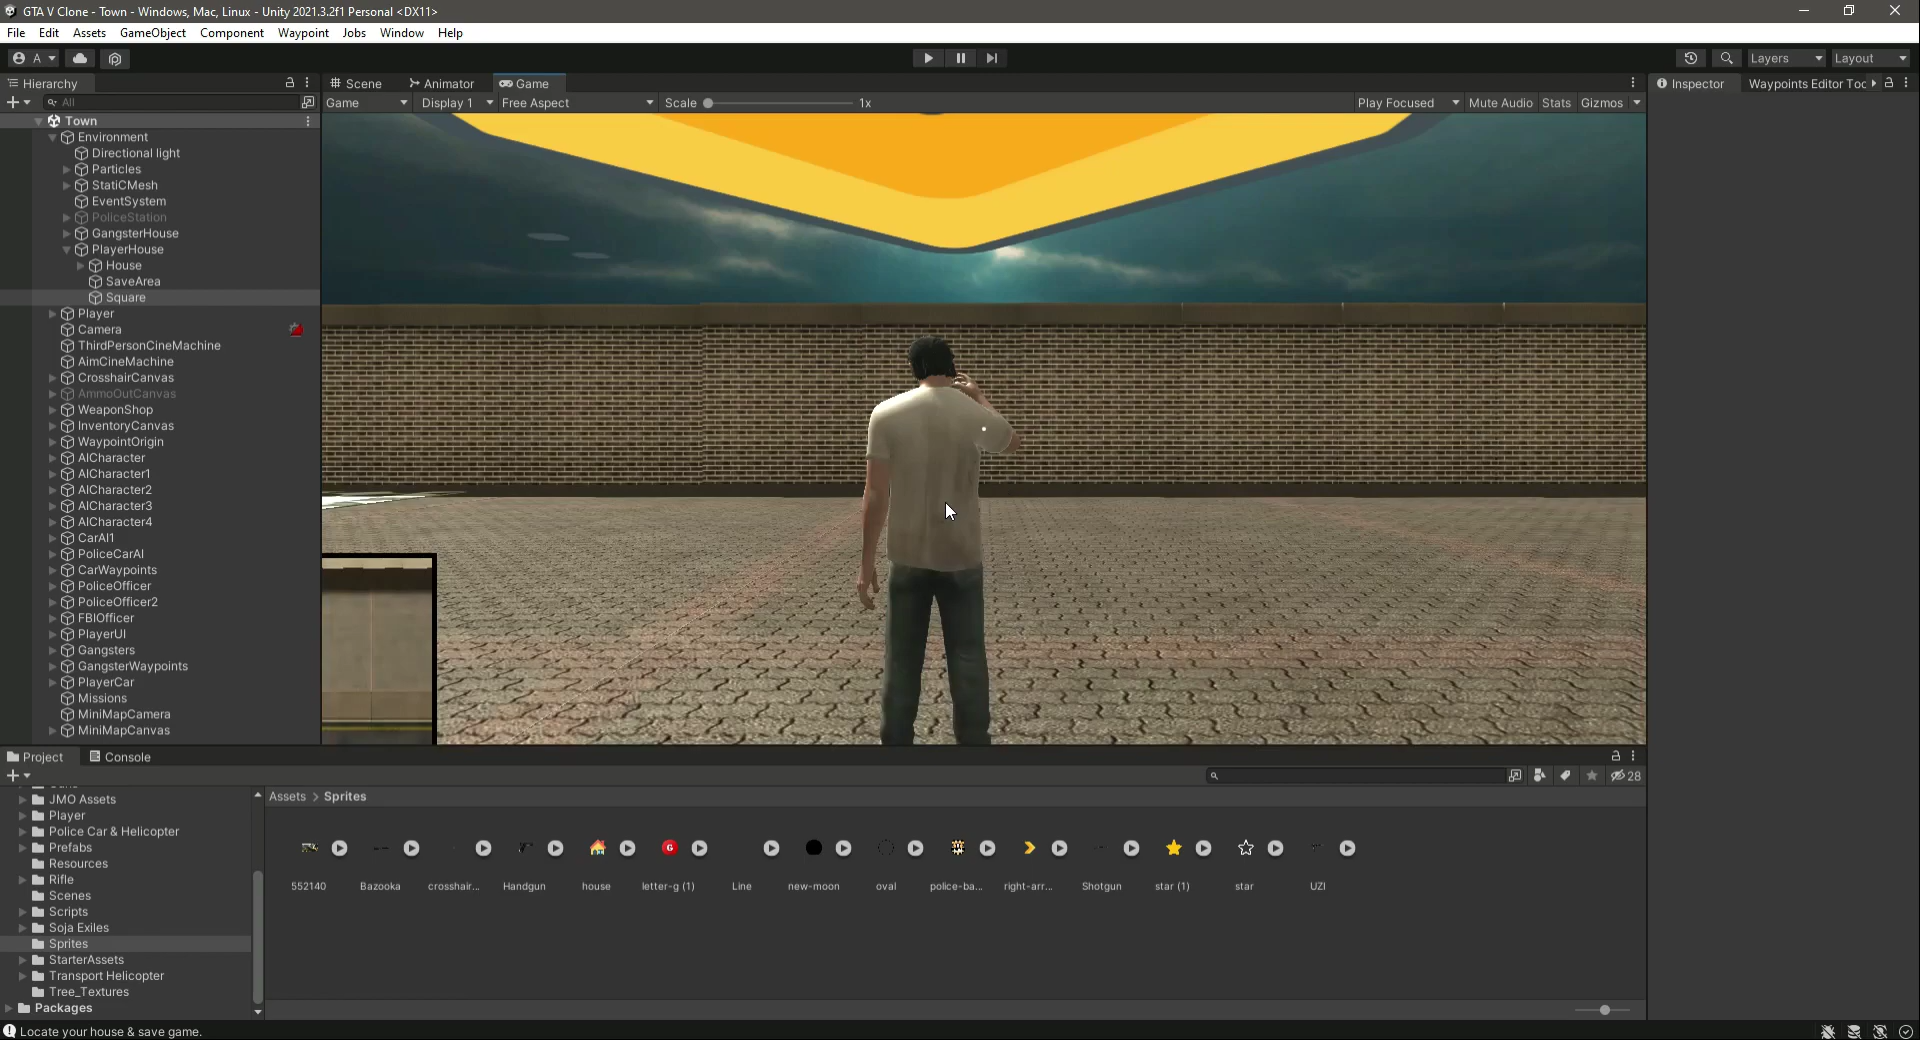 GTA V Clone - Town - Windows, Mac, Linux - Unity 2021.3.2f1 Personal <DX11>
File Edit Assets GameObject Component Waypoint Jobs Window Help
A Layers Layout
Hierarchy Scene Animator Game Inspector Waypoints Editor Too
All Game Display 1 Free Aspect Scale 1x Play Focused Mute Audio Stats Gizmos
Town
Environment
Directional light
Particles
StatiCMesh
EventSystem
PoliceStation
GangsterHouse
PlayerHouse
House
SaveArea
Square
Player
Camera
ThirdPersonCineMachine
AimCineMachine
CrosshairCanvas
AmmoOutCanvas
WeaponShop
InventoryCanvas
WaypointOrigin
AICharacter
AICharacter1
AICharacter2
AICharacter3
AICharacter4
CarAI1
PoliceCarAI
CarWaypoints
PoliceOfficer
PoliceOfficer2
FBIOfficer
PlayerUI
Gangsters
GangsterWaypoints
PlayerCar
Missions
MiniMapCamera
MiniMapCanvas
Project Console
28
JMO Assets
Player
Police Car & Helicopter
Prefabs
Resources
Rifle
Scenes
Scripts
Soja Exiles
Sprites
StarterAssets
Transport Helicopter
Tree_Textures
Packages
Assets > Sprites
G
552140 Bazooka crosshair... Handgun house letter-g (1) Line new-moon oval police-ba... right-arr... Shotgun star (1) star UZI
Locate your house & save game.